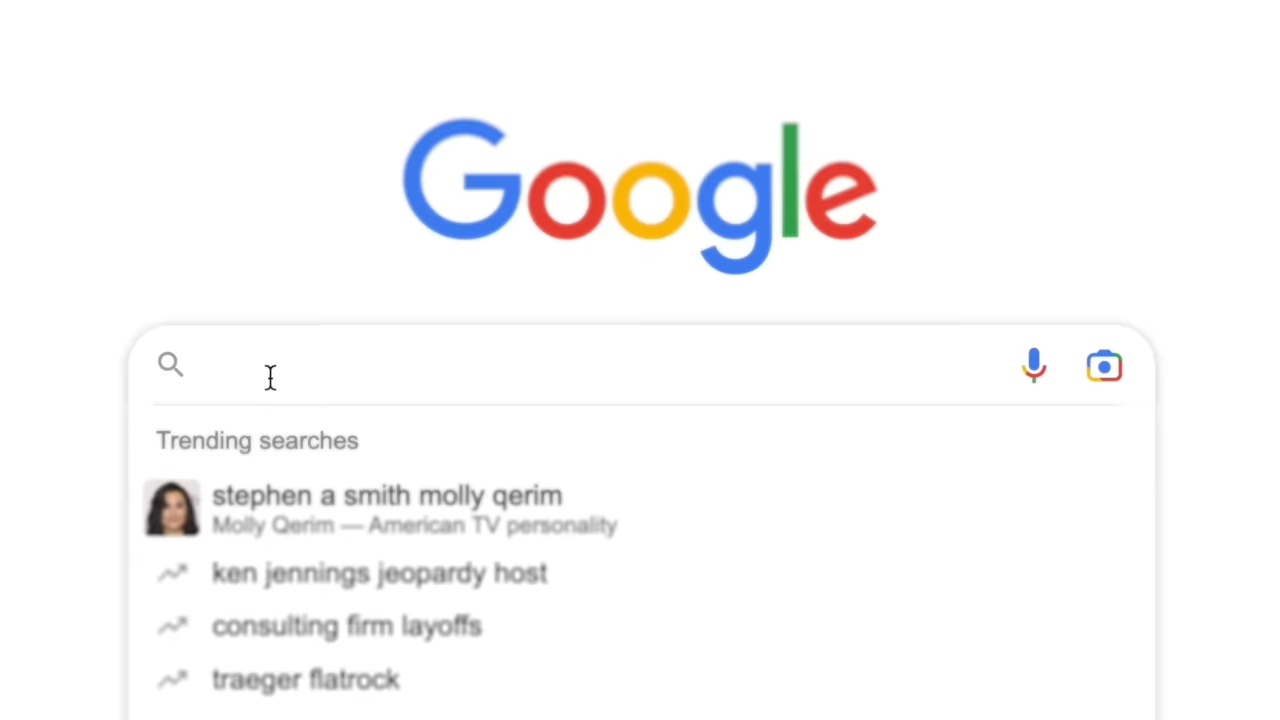 Google
Trending searches
stephen a smith molly qerim
Molly Qerim — American TV personality
ken jennings jeopardy host
consulting firm layoffs
traeger flatrock